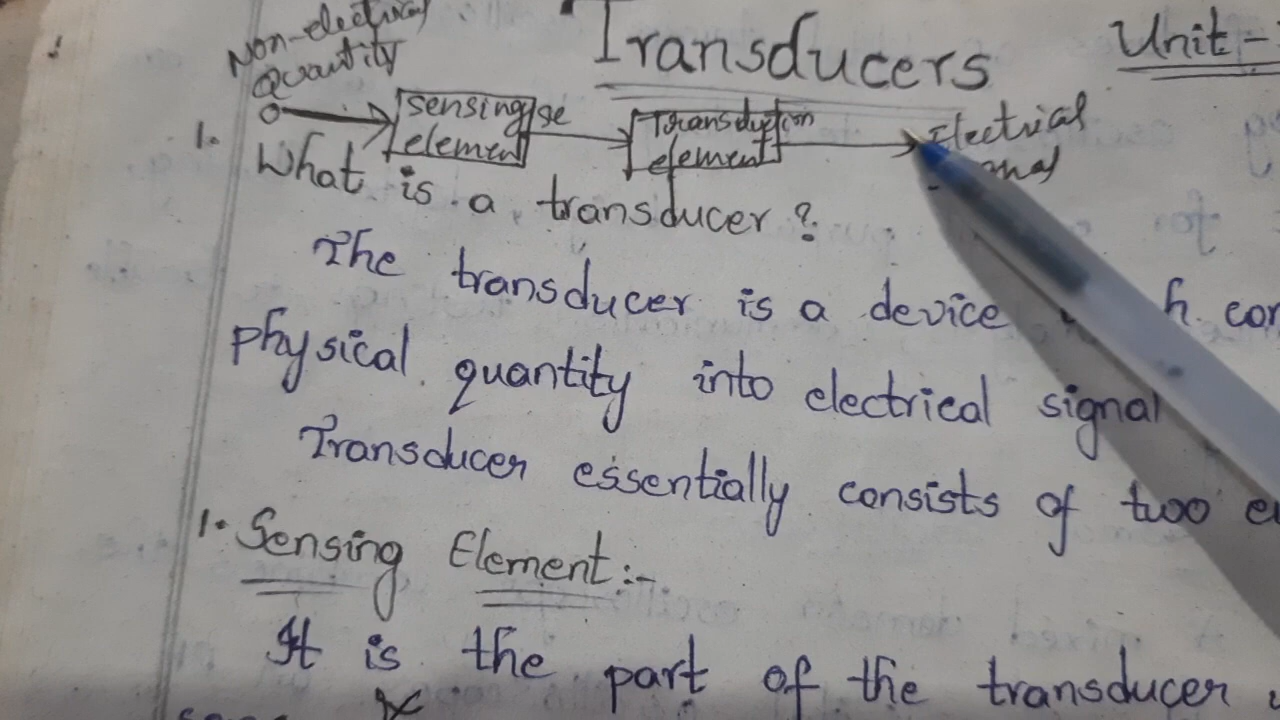 Transducers
Unit -
Non-electrical
Quantity
sensing
element
se
Transduction
element
Electrical
1. What is a transducer?
The transducer is a device
physical quantity into electrical signal
Transducer essentially consists of two
1. Sensing Element:-
It is the part of the transducer